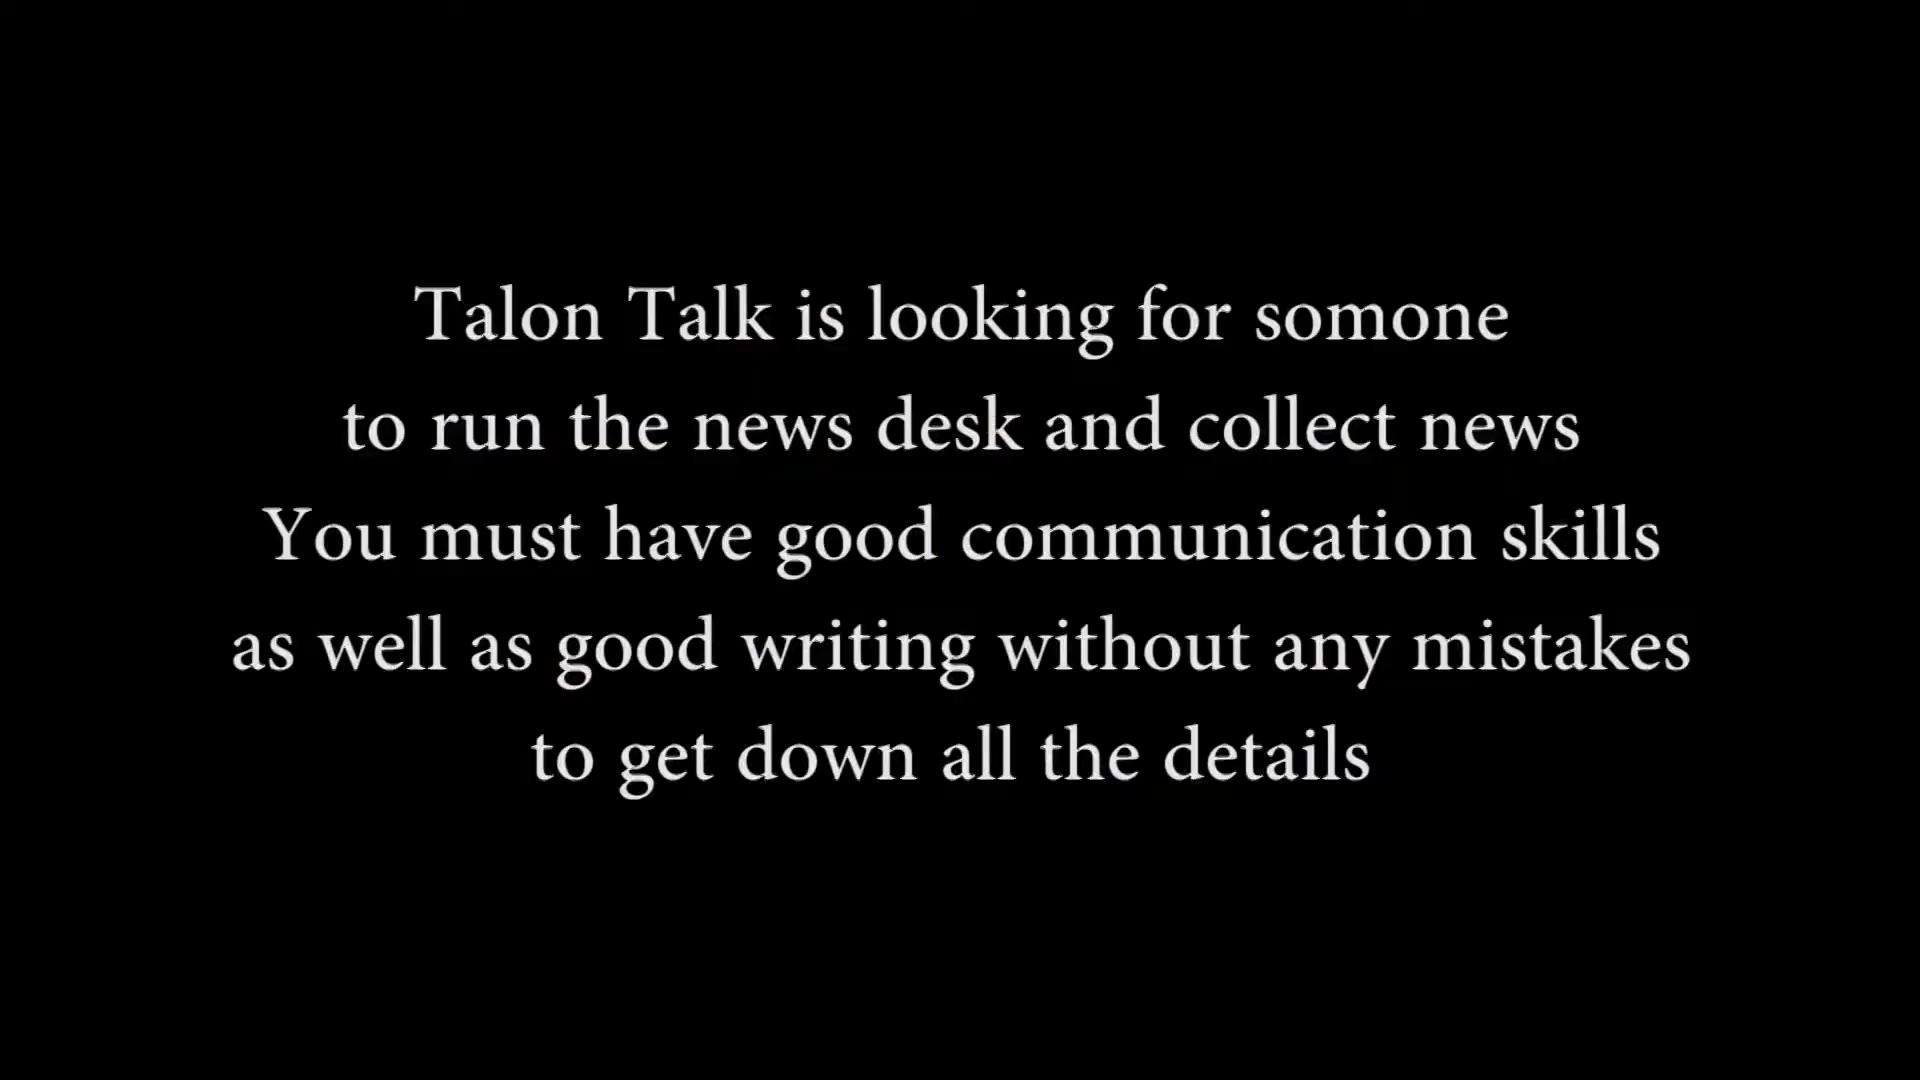 Talon Talk is looking for somone
to run the news desk and collect news
You must have good communication skills
as well as good writing without any mistakes
to get down all the details